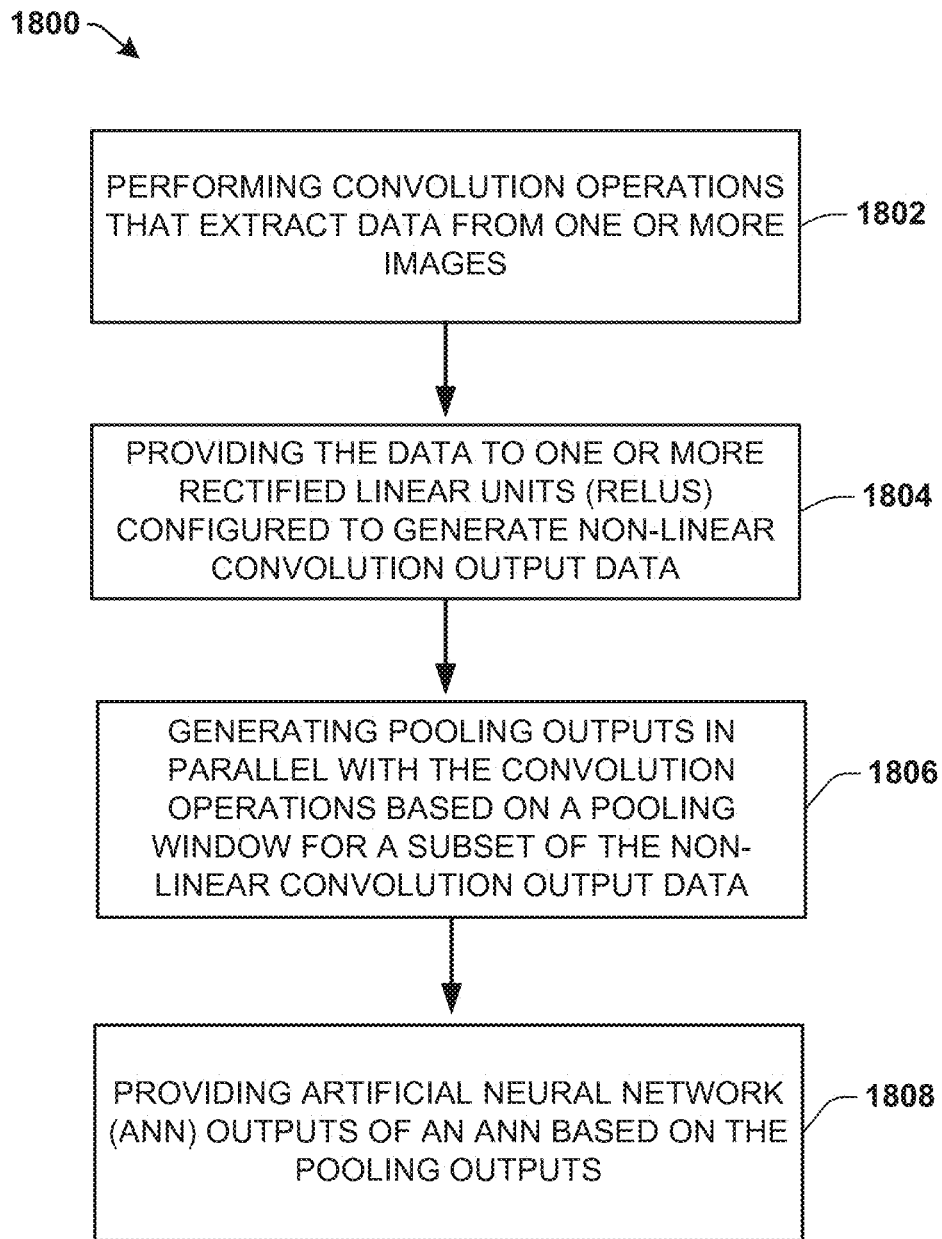 1800
PERFORMING CONVOLUTION OPERATIONS
THAT EXTRACT DATA FROM ONE OR MORE
IMAGES
1802
PROVIDING THE DATA TO ONE OR MORE
RECTIFIED LINEAR UNITS (RELUS)
CONFIGURED TO GENERATE NON-LINEAR
CONVOLUTION OUTPUT DATA
1804
GENERATING POOLING OUTPUTS IN
PARALLEL WITH THE CONVOLUTION
OPERATIONS BASED ON A POOLING
WINDOW FOR A SUBSET OF THE NON-
LINEAR CONVOLUTION OUTPUT DATA
1806
PROVIDING ARTIFICIAL NEURAL NETWORK
(ANN) OUTPUTS OF AN ANN BASED ON THE
POOLING OUTPUTS
1808